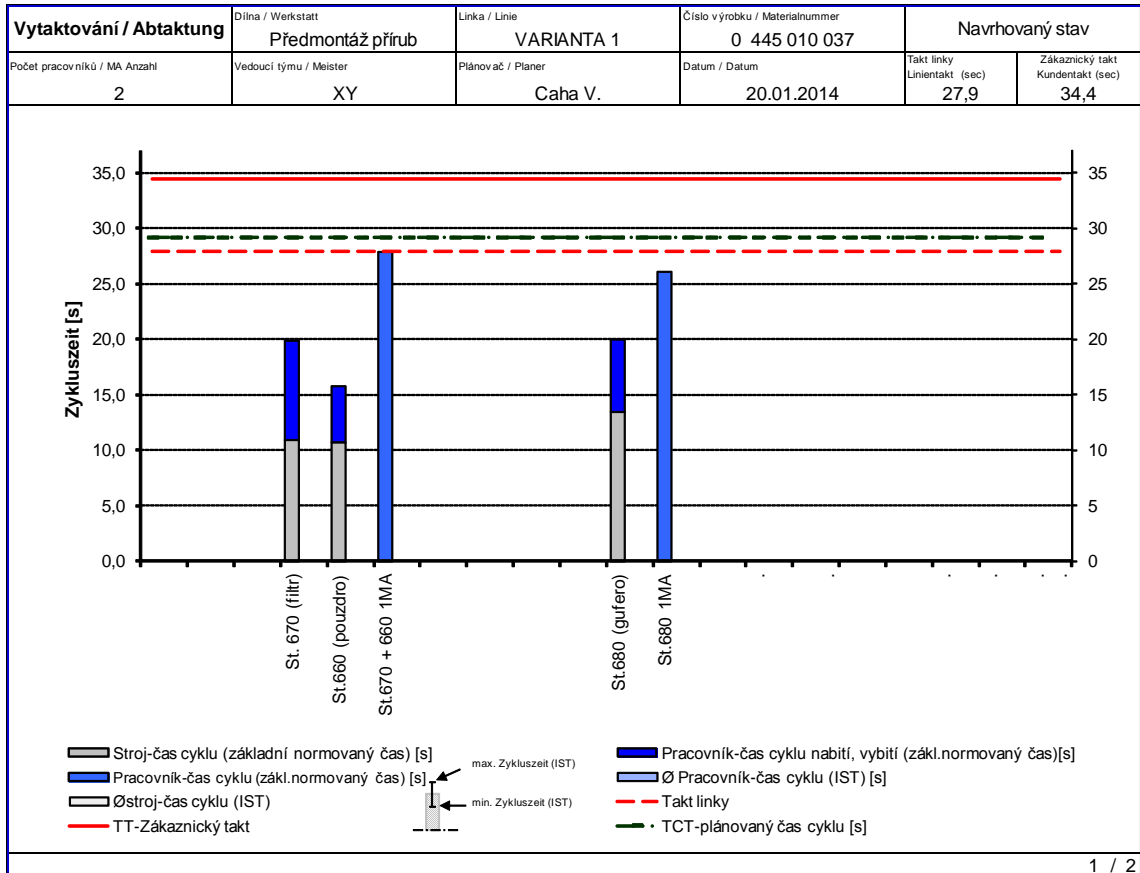 Vytaktování / Abtaktung
Dílna / Werkstatt
Předmontáž přírub
Linka / Linie
VARIANTA 1
Číslo výrobku / Materialnummer
0 445 010 037
Navrhovaný stav
Počet pracovníků / MA Anzahl
2
Vedoucí týmu / Meister
XY
Plánovač / Planer
Caha V.
Datum / Datum
20.01.2014
Takt linky
Linientakt (sec)
27,9
Zákaznický takt
Kundentakt (sec)
34,4
Zykluszeit [s]
35,0
30,0
25,0
20,0
15,0
10,0
5,0
0,0
35
30
25
20
15
10
5
0
St. 670 (filtr)
St.660 (pouzdro)
St.670 + 660 1MA
St.680 (gufero)
St.680 1MA
Stroj-čas cyklu (základní normovaný čas) [s]
Pracovník-čas cyklu nabití, vybití (zákl.normovaný čas)[s]
Pracovník-čas cyklu (zákl.normovaný čas) [s]
Ø Pracovník-čas cyklu (IST) [s]
Østroj-čas cyklu (IST)
Takt linky
TT-Zákaznický takt
TCT-plánovaný čas cyklu [s]
max. Zykluszeit (IST)
min. Zykluszeit (IST)
1 / 2